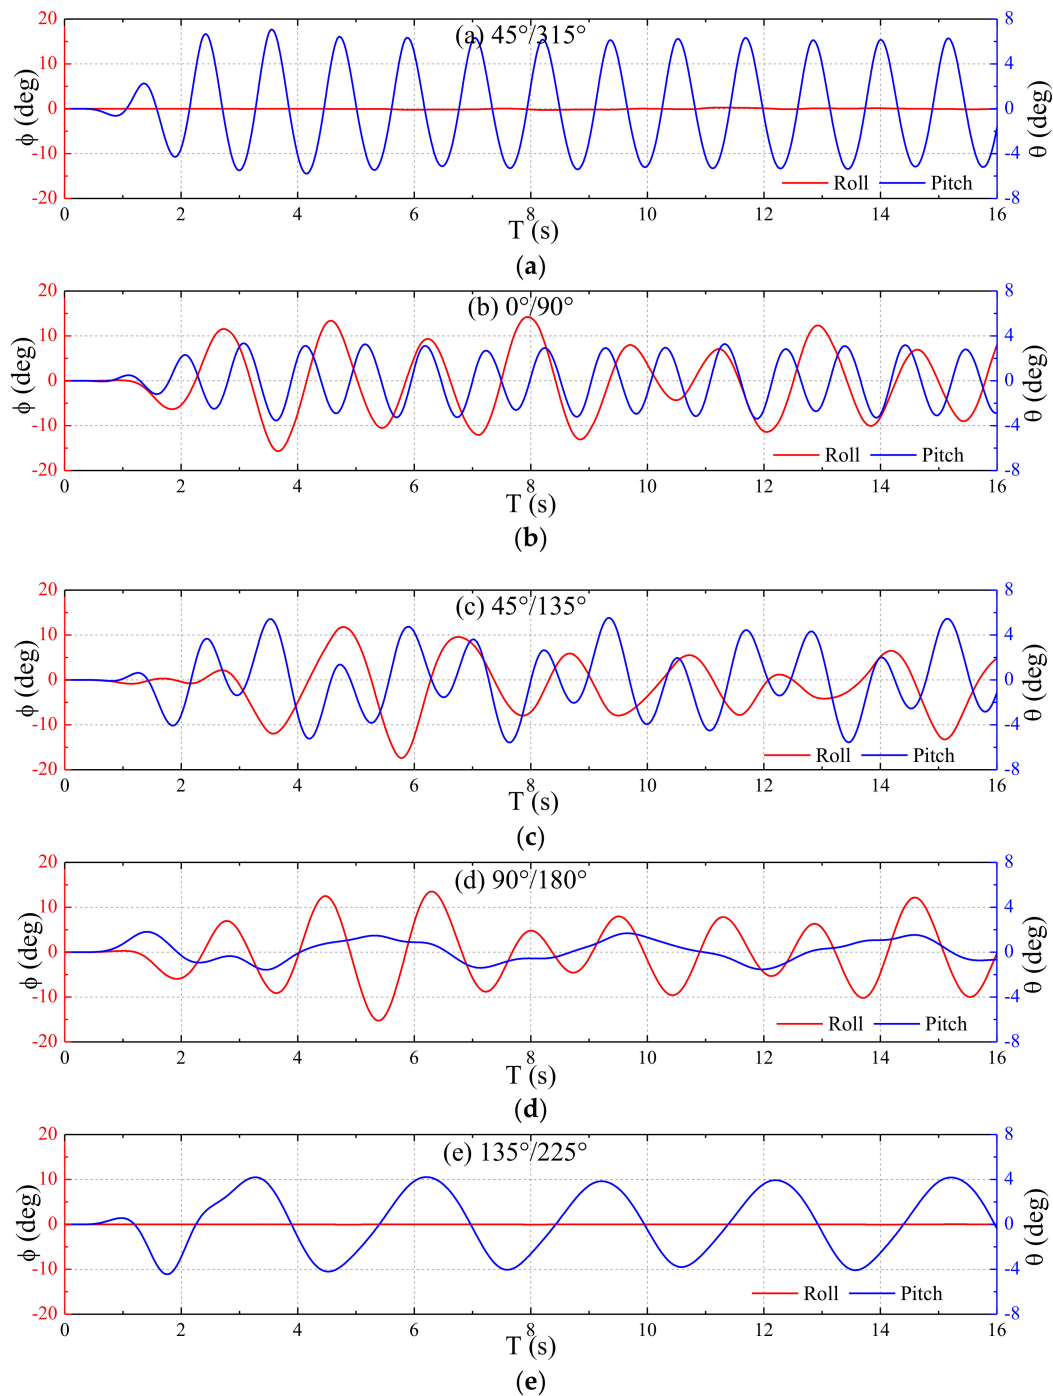 (a) 45°/315°
20
10
0
-10
-20
ϕ (deg)
8
4
0
-4
-8
θ (deg)
Roll Pitch
0 2 4 6 8 10 12 14 16
T (s)
(a)
(b) 0°/90°
20
10
0
-10
-20
ϕ (deg)
8
4
0
-4
-8
θ (deg)
Roll Pitch
0 2 4 6 8 10 12 14 16
T (s)
(b)
(c) 45°/135°
20
10
0
-10
-20
ϕ (deg)
8
4
0
-4
-8
θ (deg)
Roll Pitch
0 2 4 6 8 10 12 14 16
T (s)
(c)
(d) 90°/180°
20
10
0
-10
-20
ϕ (deg)
8
4
0
-4
-8
θ (deg)
Roll Pitch
0 2 4 6 8 10 12 14 16
T (s)
(d)
(e) 135°/225°
20
10
0
-10
-20
ϕ (deg)
8
4
0
-4
-8
θ (deg)
Roll Pitch
0 2 4 6 8 10 12 14 16
T (s)
(e)